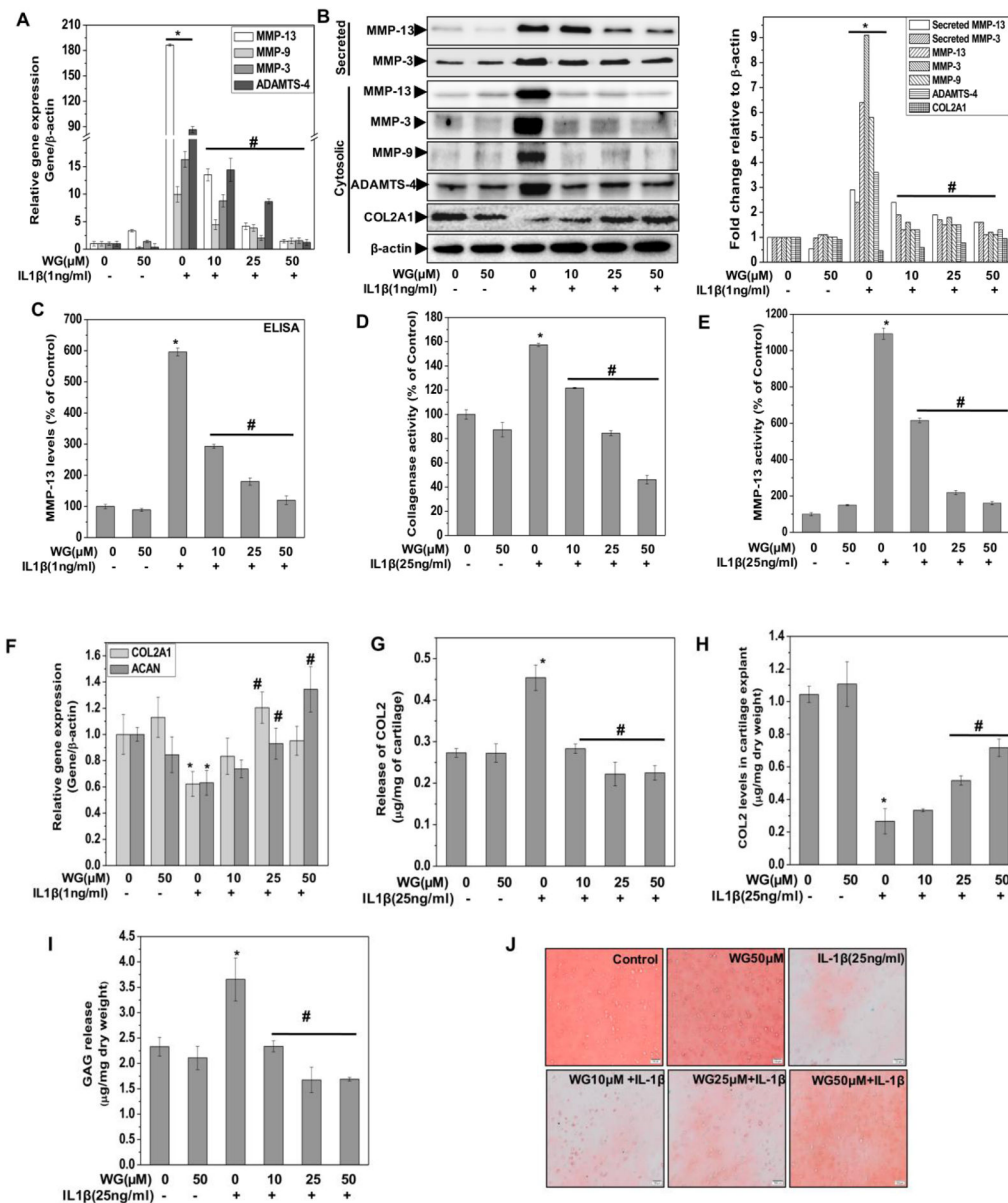 A
Relative gene expression
Gene/β-actin
210
180
150
120
90
15
10
5
0
*
#
MMP-13
MMP-9
MMP-3
ADAMTS-4
WG(µM) 0 50 0 10 25 50
IL1β(1ng/ml) - - + + + +
B
Secreted
Cytosolic
MMP-13
MMP-3
MMP-13
MMP-3
MMP-9
ADAMTS-4
COL2A1
β-actin
WG(µM) 0 50 0 10 25 50
IL1β(1ng/ml) - - + + + +
Fold change relative to β-actin
10
9
8
7
6
5
4
3
2
1
0
*
#
Secreted MMP-13
Secreted MMP-3
MMP-13
MMP-3
MMP-9
ADAMTS-4
COL2A1
WG(µM) 0 50 0 10 25 50
IL1β(1ng/ml) - - + + + +
C
ELISA
MMP-13 levels (% of Control)
700
600
500
400
300
200
100
0
*
#
WG(µM) 0 50 0 10 25 50
IL1β(1ng/ml) - - + + + +
D
Collagenase activity (% of Control)
180
160
140
120
100
80
60
40
20
0
*
#
WG(µM) 0 50 0 10 25 50
IL1β(25ng/ml) - - + + + +
E
MMP-13 activity (% of Control)
1200
1000
800
600
400
200
0
*
#
WG(µM) 0 50 0 10 25 50
IL1β(25ng/ml) - - + + + +
F
Relative gene expression
(Gene/β-actin)
1.6
1.4
1.2
1.0
0.8
0.6
0.4
0.2
0.0
COL2A1
ACAN
* *
# # #
WG(µM) 0 50 0 10 25 50
IL1β(1ng/ml) - - + + + +
G
Release of COL2
(µg/mg of cartilage)
0.5
0.4
0.3
0.2
0.1
0.0
*
#
WG(µM) 0 50 0 10 25 50
IL1β(25ng/ml) - - + + + +
H
COL2 levels in cartilage explant
(µg/mg dry weight)
1.4
1.2
1.0
0.8
0.6
0.4
0.2
0.0
*
#
WG(µM) 0 50 0 10 25 50
IL1β(25ng/ml) - - + + + +
I
GAG release
(µg/mg dry weight)
4.5
4.0
3.5
3.0
2.5
2.0
1.5
1.0
0.5
0.0
*
#
WG(µM) 0 50 0 10 25 50
IL1β(25ng/ml) - - + + + +
J
Control
WG50µM
IL-1β(25ng/ml)
WG10µM +IL-1β
WG25µM+IL-1β
WG50µM+IL-1β